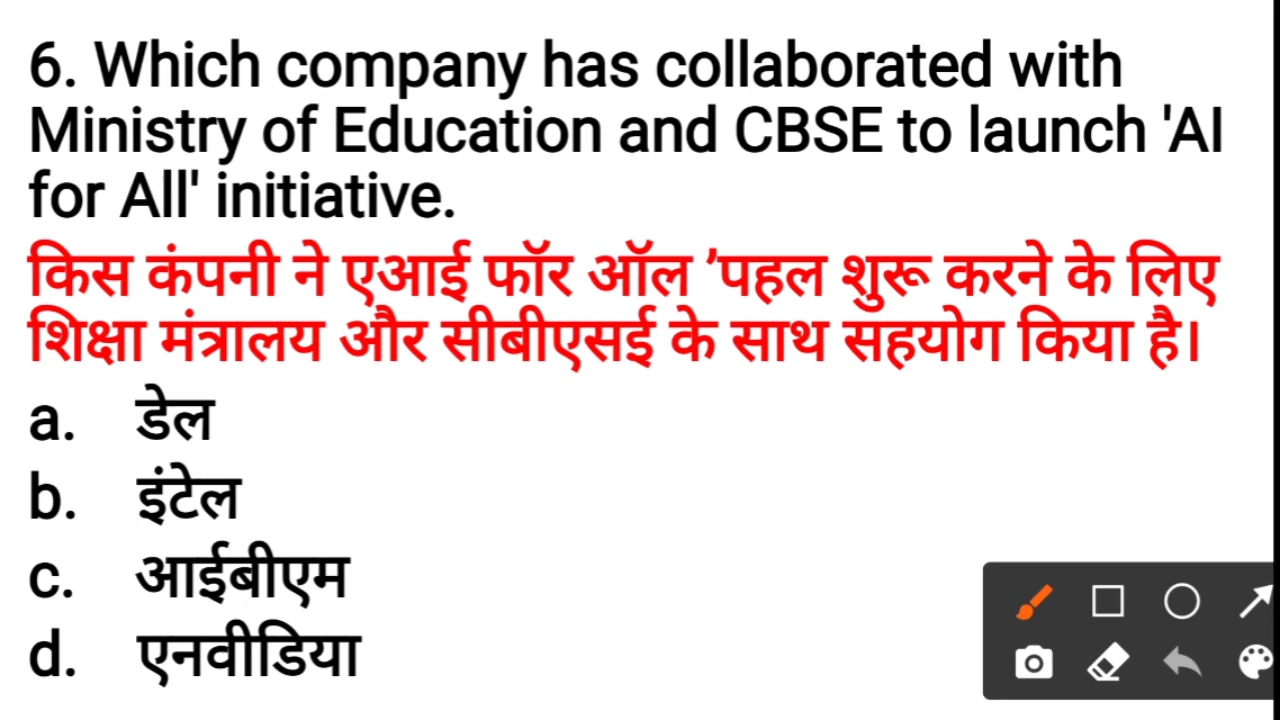 6. Which company has collaborated with
Ministry of Education and CBSE to launch 'AI
for All' initiative.
किस कंपनी ने एआई फॉर ऑल ’पहल शुरू करने के लिए
शिक्षा मंत्रालय और सीबीएसई के साथ सहयोग किया है।
a. डेल
b. इंटेल
c. आईबीएम
d. एनवीडिया